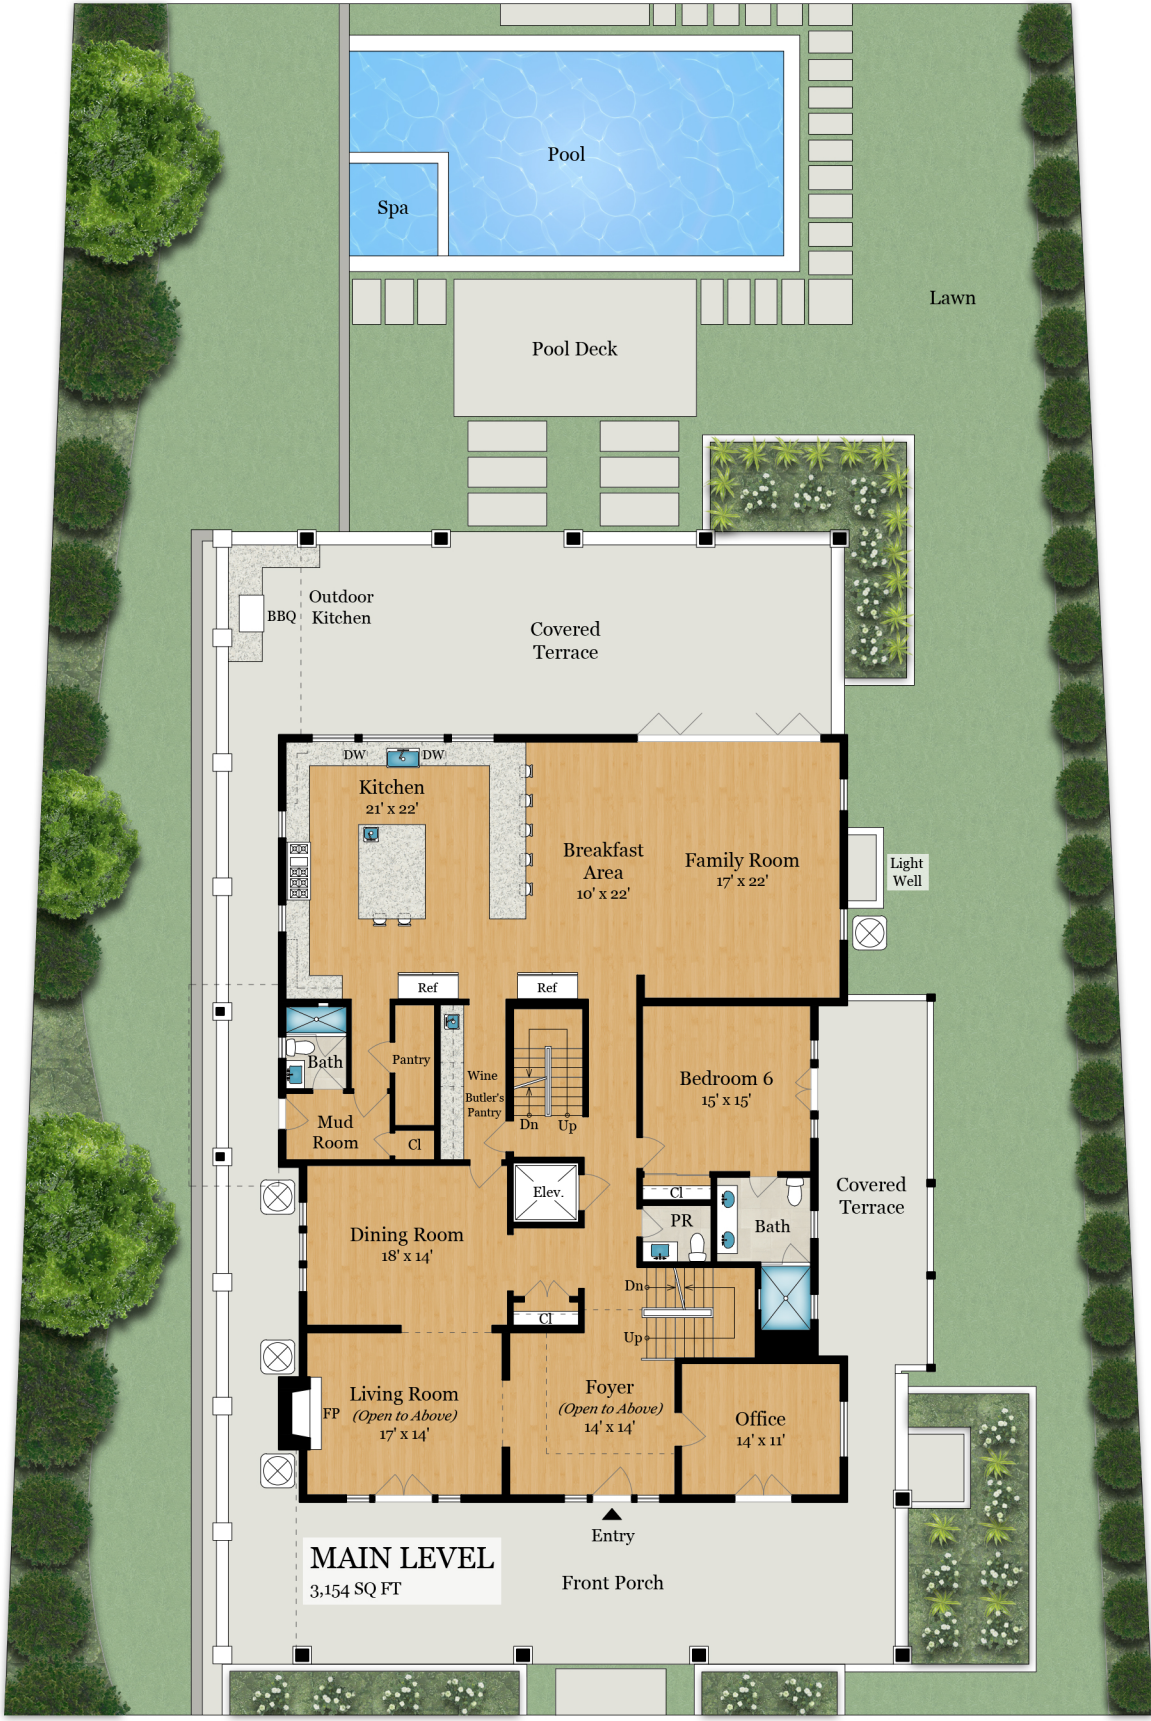 Pool
Spa
Lawn
Pool Deck
Outdoor
Kitchen
BBQ
Covered
Terrace
DW
DW
Kitchen
21' x 22'
Breakfast
Area
10' x 22'
Family Room
17' x 22'
Light
Well
Ref
Ref
Bath
Pantry
Wine
Butler's
Pantry
Dn
Up
Bedroom 6
15' x 15'
Mud
Room
Cl
Elev.
Cl
PR
Bath
Covered
Terrace
Dining Room
18' x 14'
Cl
Dn
Up
Living Room
(Open to Above)
17' x 14'
FP
Foyer
(Open to Above)
14' x 14'
Office
14' x 11'
Entry
MAIN LEVEL
3,154 SQ FT
Front Porch